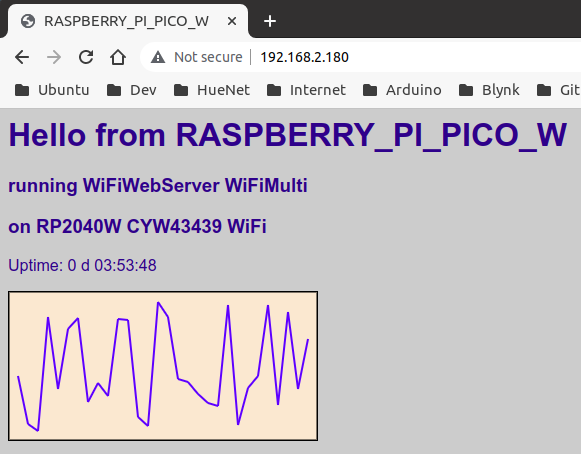 RASPBERRY_PI_PICO_W
Not secure 192.168.2.180
Ubuntu Dev HueNet Internet Arduino Blynk Git
Hello from RASPBERRY_PI_PICO_W
running WiFiWebServer WiFiMulti
on RP2040W CYW43439 WiFi
Uptime: 0 d 03:53:48